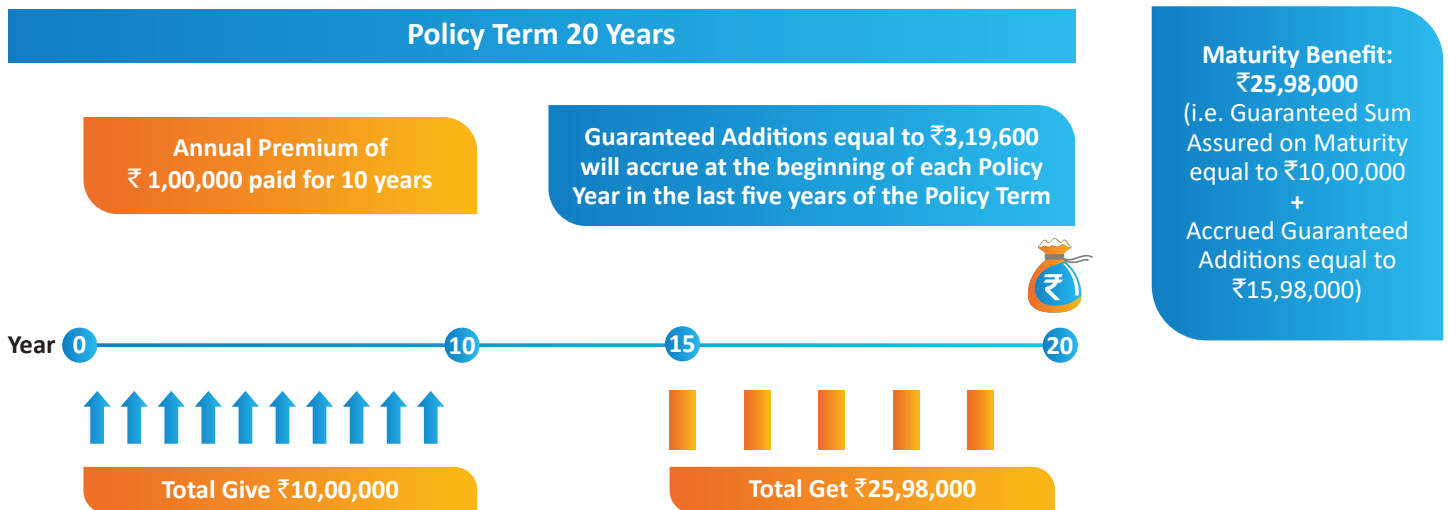 Policy Term 20 Years
Annual Premium of
₹ 1,00,000 paid for 10 years
Guaranteed Additions equal to ₹3,19,600
will accrue at the beginning of each Policy
Year in the last five years of the Policy Term
Maturity Benefit:
₹25,98,000
(i.e. Guaranteed Sum
Assured on Maturity
equal to ₹10,00,000
+
Accrued Guaranteed
Additions equal to
₹15,98,000)
₹
Year 0 10 15 20
Total Give ₹10,00,000
Total Get ₹25,98,000